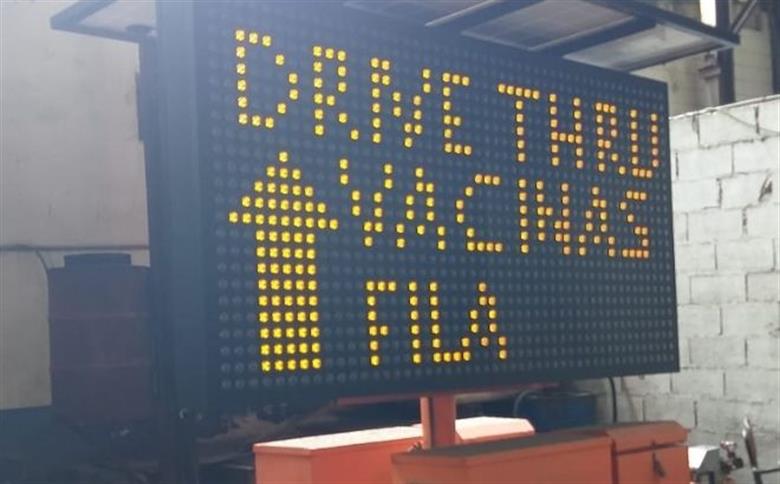 DRIVE THRU
VACINAS
FILA